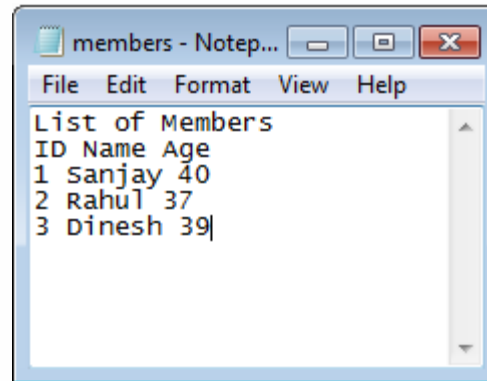 members - Notep...
File Edit Format View Help
List of Members
ID Name Age
1 Sanjay 40
2 Rahul 37
3 Dinesh 39